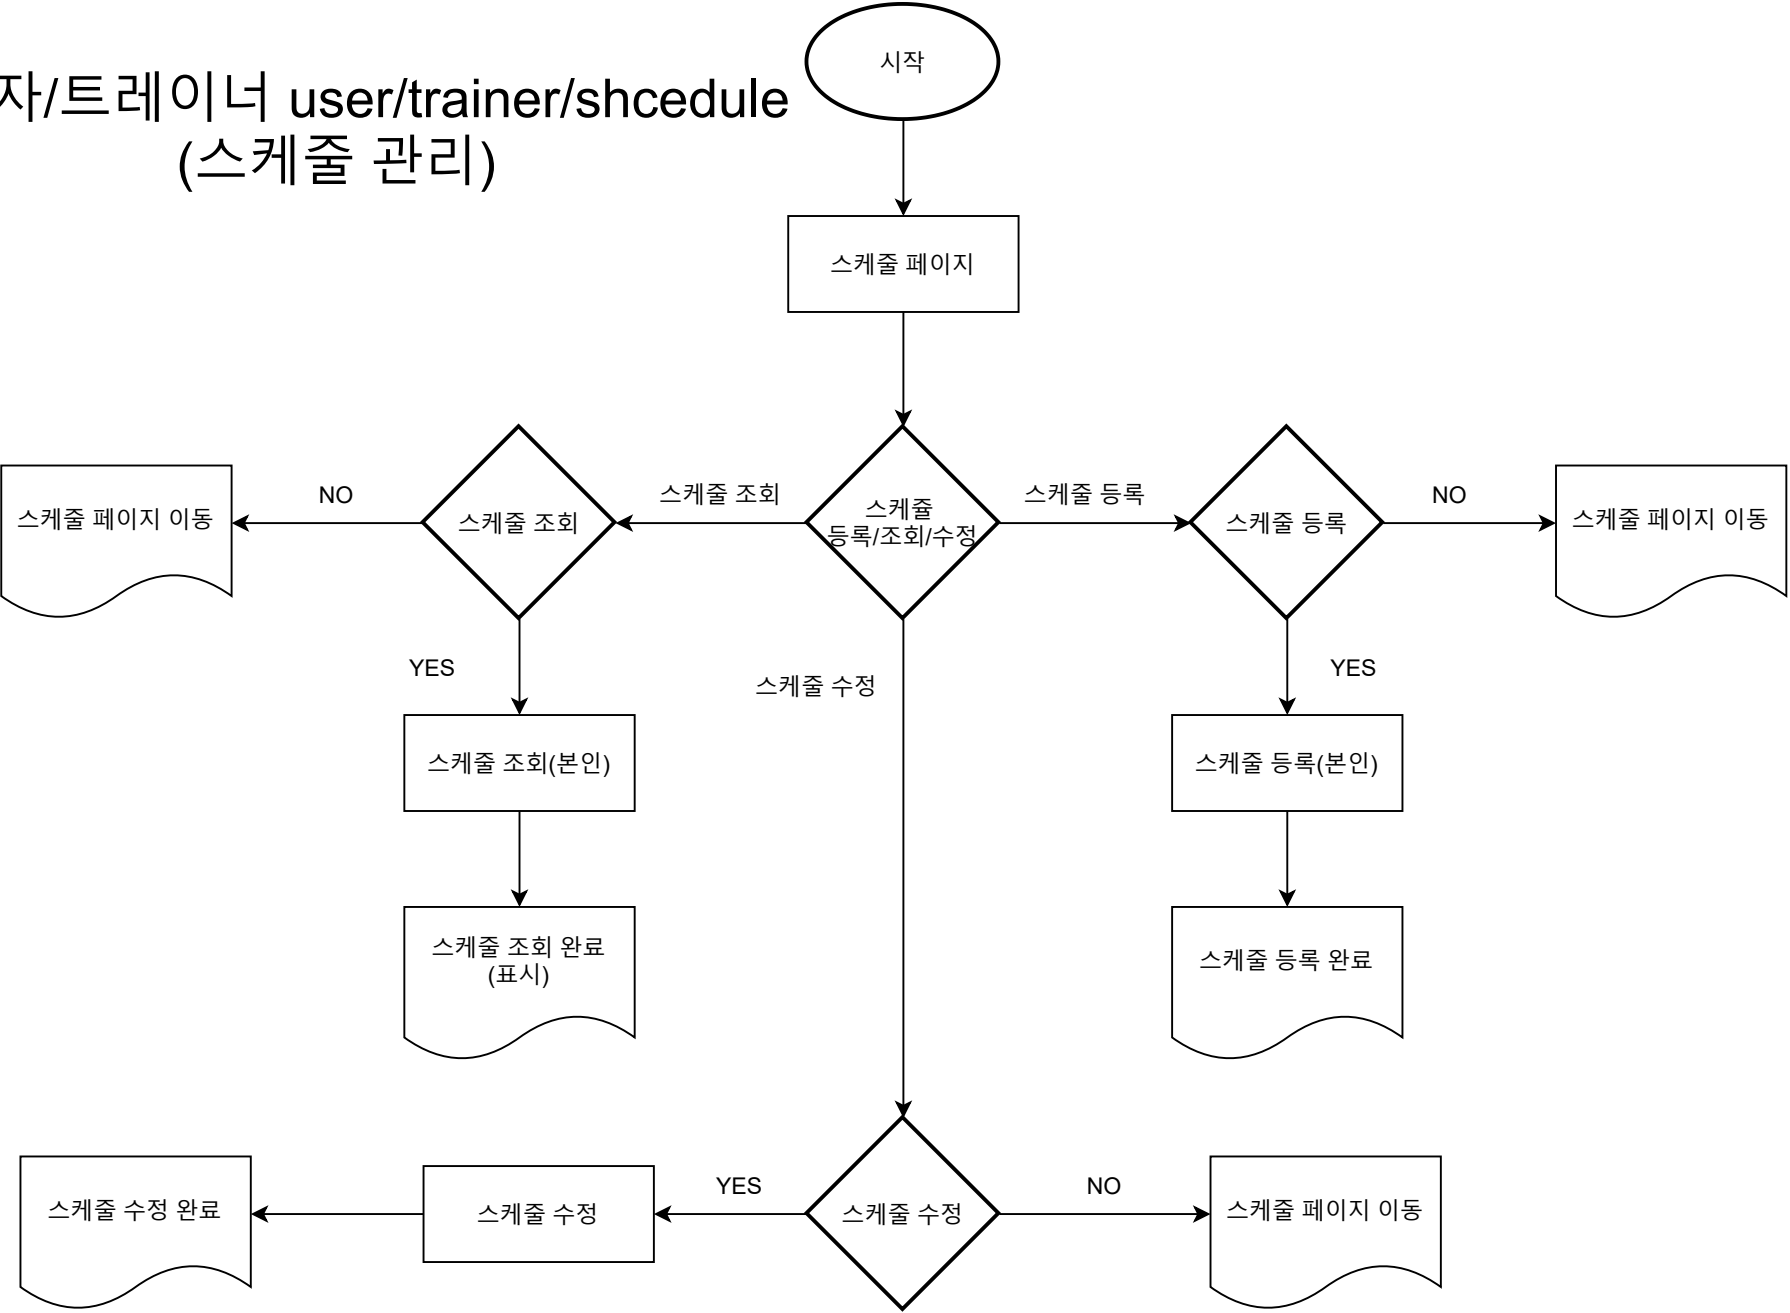 시작
자/트레이너 user/trainer/shcedule
(스케줄 관리)
스케줄 페이지
스케줄 페이지 이동
NO
스케줄 조회
스케줄 조회
스케율
등록/조회/수정
스케줄 등록
스케줄 등록
NO
스케줄 페이지 이동
YES
스케줄 수정
YES
스케줄 조회(본인)
스케줄 등록(본인)
스케줄 조회 완료
(표시)
스케줄 등록 완료
스케줄 수정 완료
스케줄 수정
YES
스케줄 수정
NO
스케줄 페이지 이동